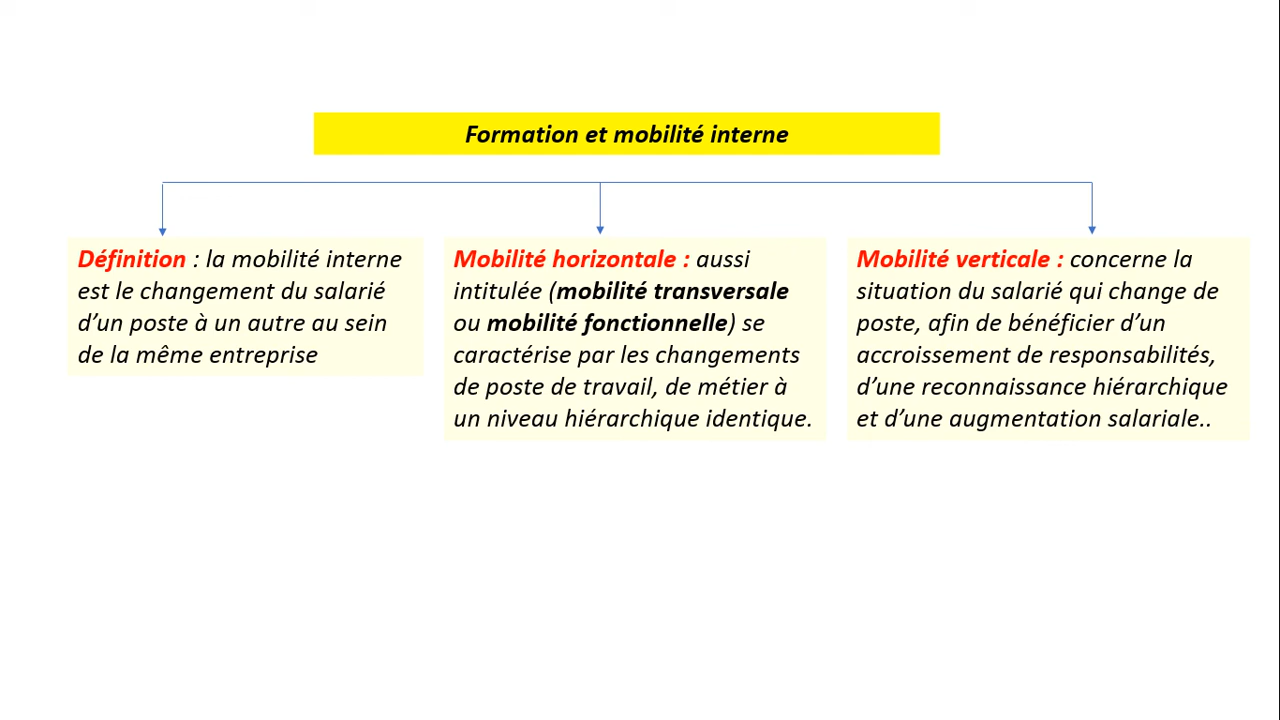 Formation et mobilité interne
Définition : la mobilité interne
est le changement du salarié
d’un poste à un autre au sein
de la même entreprise
Mobilité horizontale : aussi
intitulée (mobilité transversale
ou mobilité fonctionnelle) se
caractérise par les changements
de poste de travail, de métier à
un niveau hiérarchique identique.
Mobilité verticale : concerne la
situation du salarié qui change de
poste, afin de bénéficier d’un
accroissement de responsabilités,
d’une reconnaissance hiérarchique
et d’une augmentation salariale..